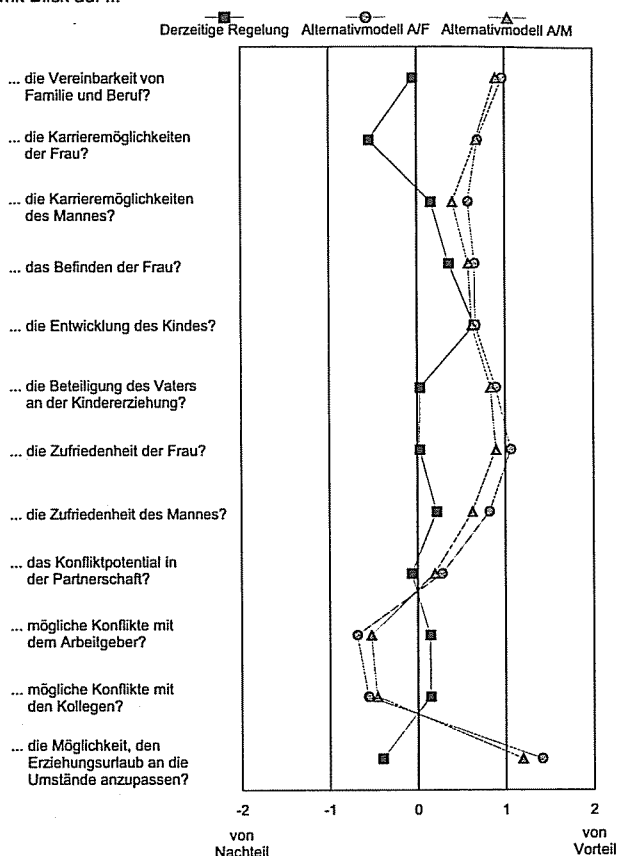 Derzeitige Regelung Alternativmodell A/F Alternativmodell A/M
... die Vereinbarkeit von
Familie und Beruf?
... die Karrieremöglichkeiten
der Frau?
... die Karrieremöglichkeiten
des Mannes?
... das Befinden der Frau?
... die Entwicklung des Kindes?
... die Beteiligung des Vaters
an der Kindererziehung?
... die Zufriedenheit der Frau?
... die Zufriedenheit des Mannes?
... das Konfliktpotential in
der Partnerschaft?
... mögliche Konflikte mit
dem Arbeitgeber?
... mögliche Konflikte mit
den Kollegen?
... die Möglichkeit, den
Erziehungsurlaub an die
Umstände anzupassen?
-2 -1 0 1 2
von von
Nachteil Vorteil